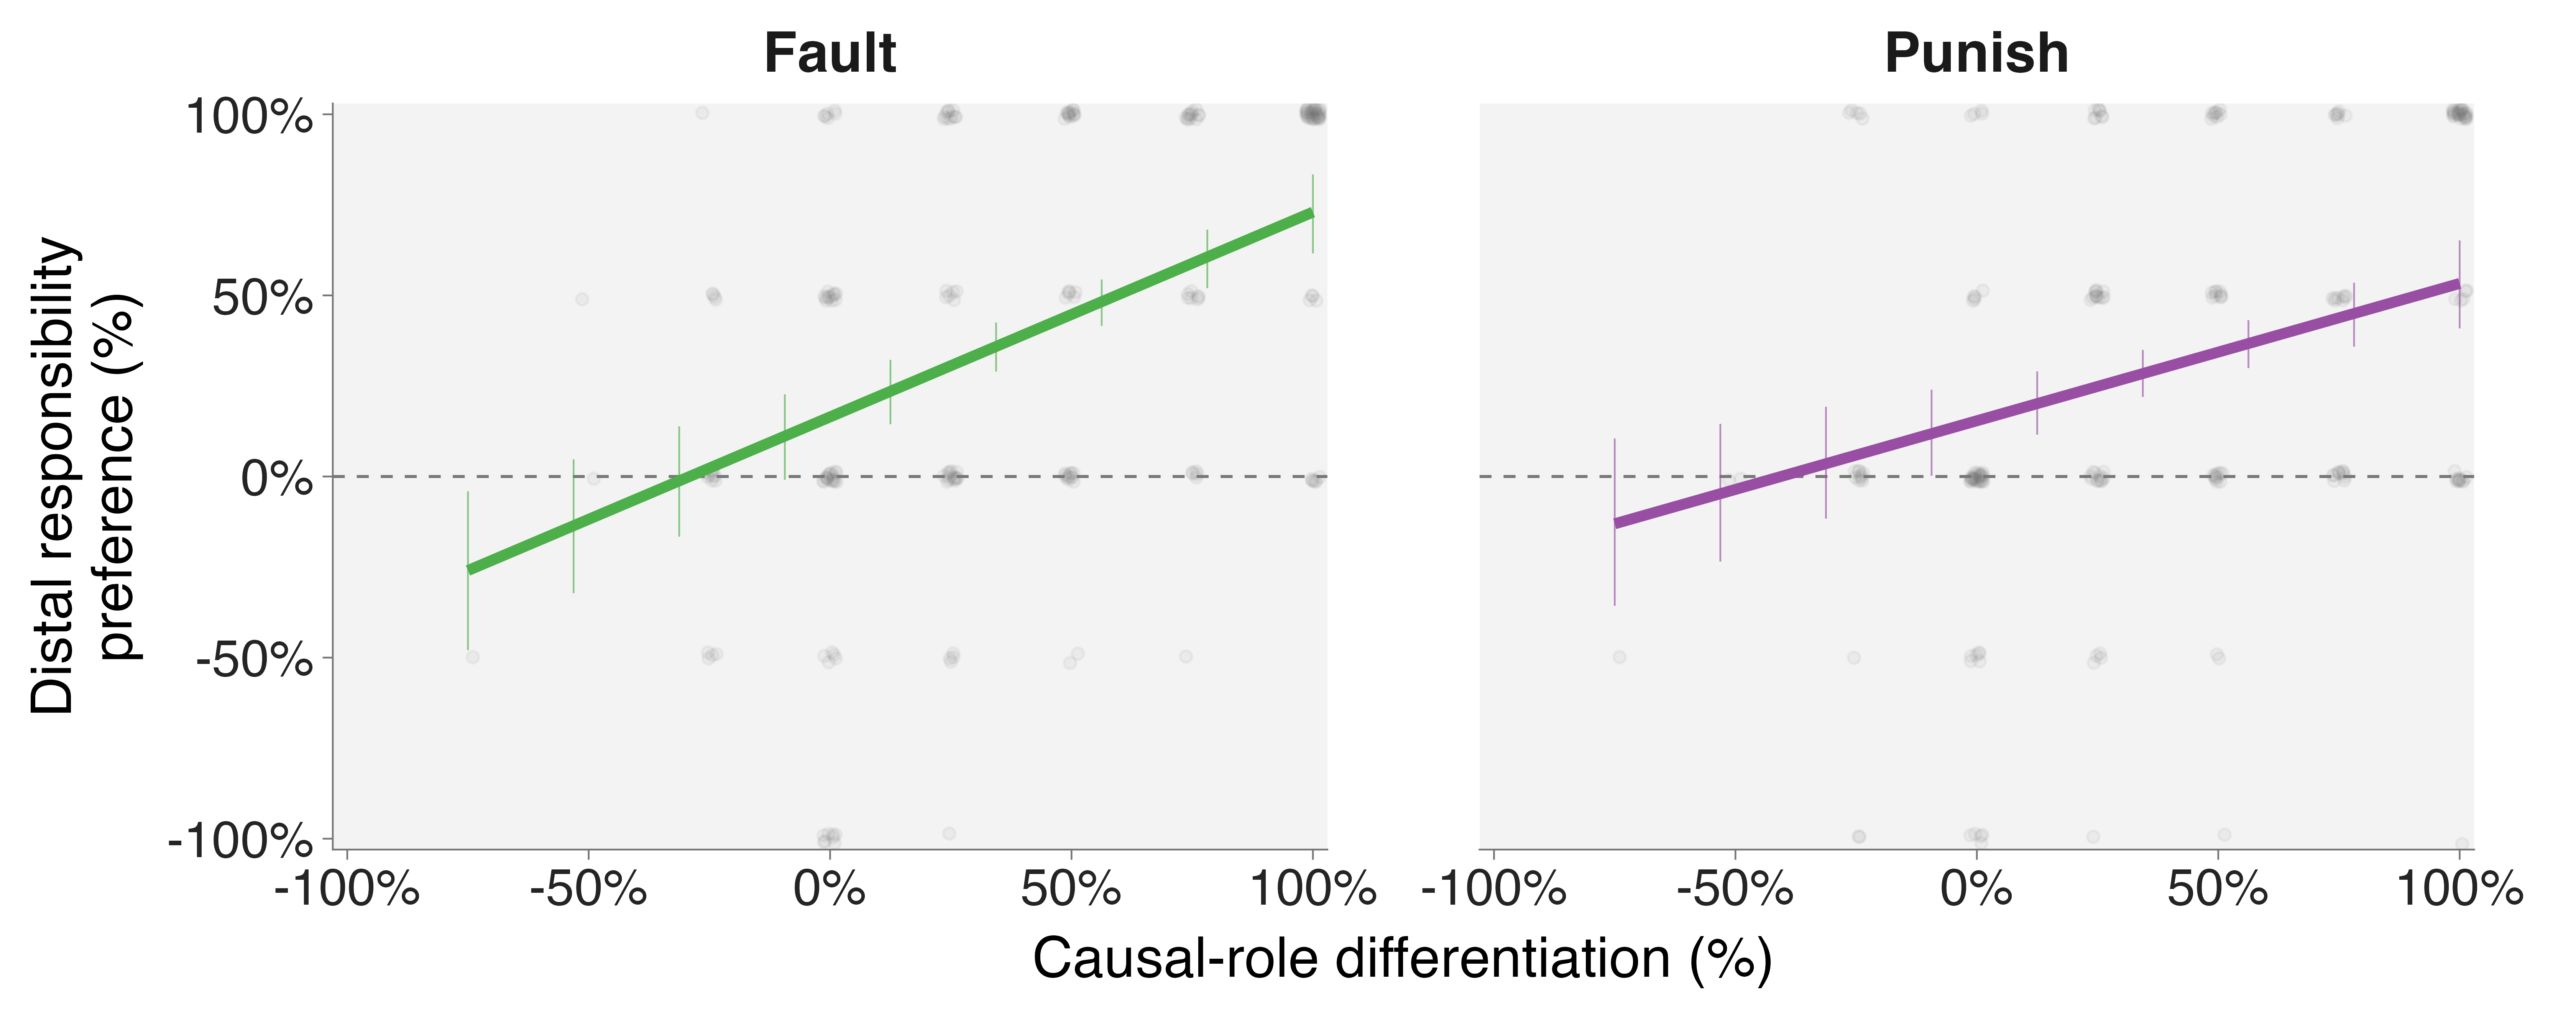 Fault
Punish
Distal responsibility
preference (%)
100%
50%
0%
-50%
-100%
-100% -50% 0% 50% 100%
-100% -50% 0% 50% 100%
Causal-role differentiation (%)